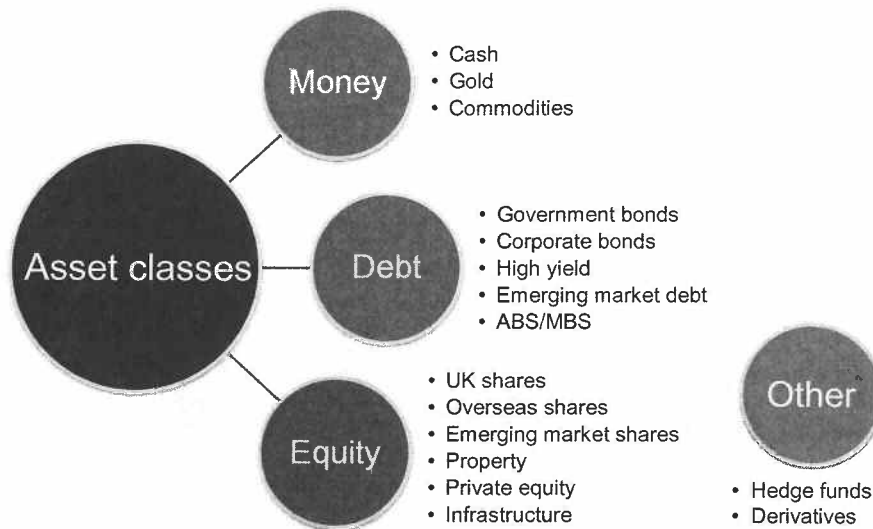 Money
• Cash
• Gold
• Commodities
Asset classes
Debt
• Government bonds
• Corporate bonds
• High yield
• Emerging market debt
• ABS/MBS
Equity
• UK shares
• Overseas shares
• Emerging market shares
• Property
• Private equity
• Infrastructure
Other
• Hedge funds
• Derivatives